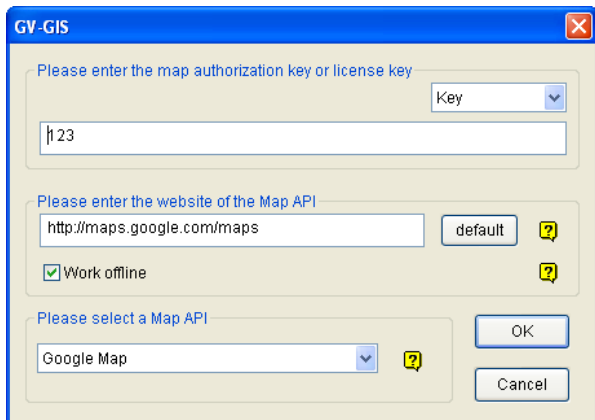 GV-GIS
Please enter the map authorization key or license key
Key
123
Please enter the website of the Map API
http://maps.google.com/maps
default
?
Work offline
?
Please select a Map API
Google Map
?
OK
Cancel